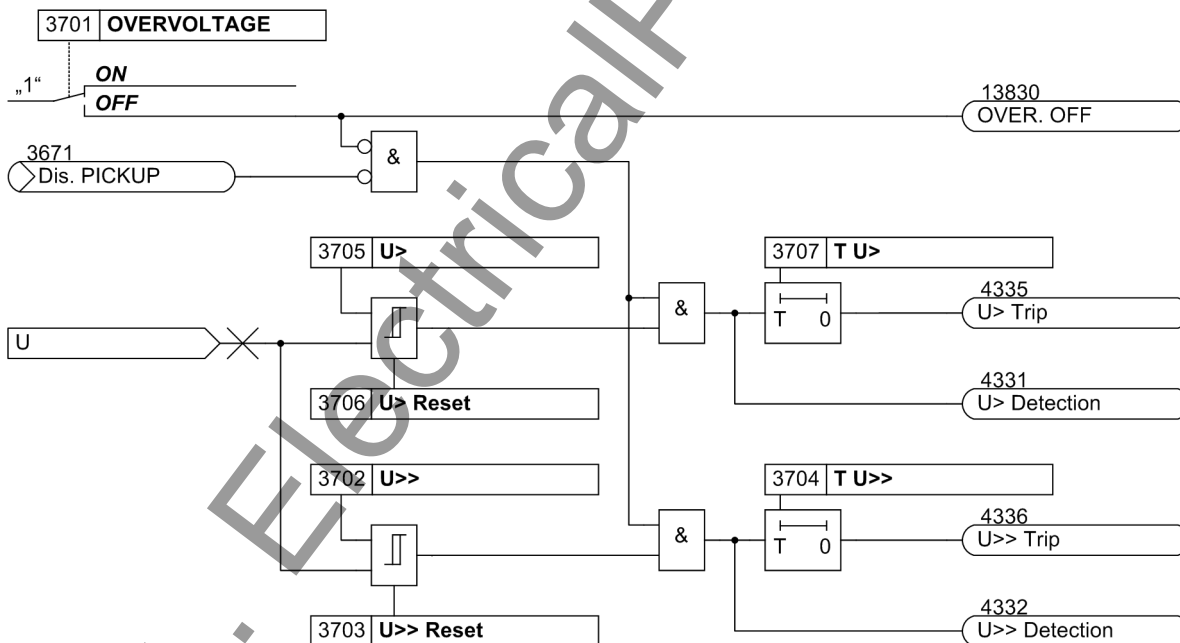 3701 OVERVOLTAGE
„1“
ON
OFF
13830
OVER. OFF
&
3671
Dis. PICKUP
3705 U>
3707 T U>
&
T 0
4335
U> Trip
U
3706 U> Reset
4331
U> Detection
3702 U>>
3704 T U>>
&
T 0
4336
U>> Trip
3703 U>> Reset
4332
U>> Detection
Electrical